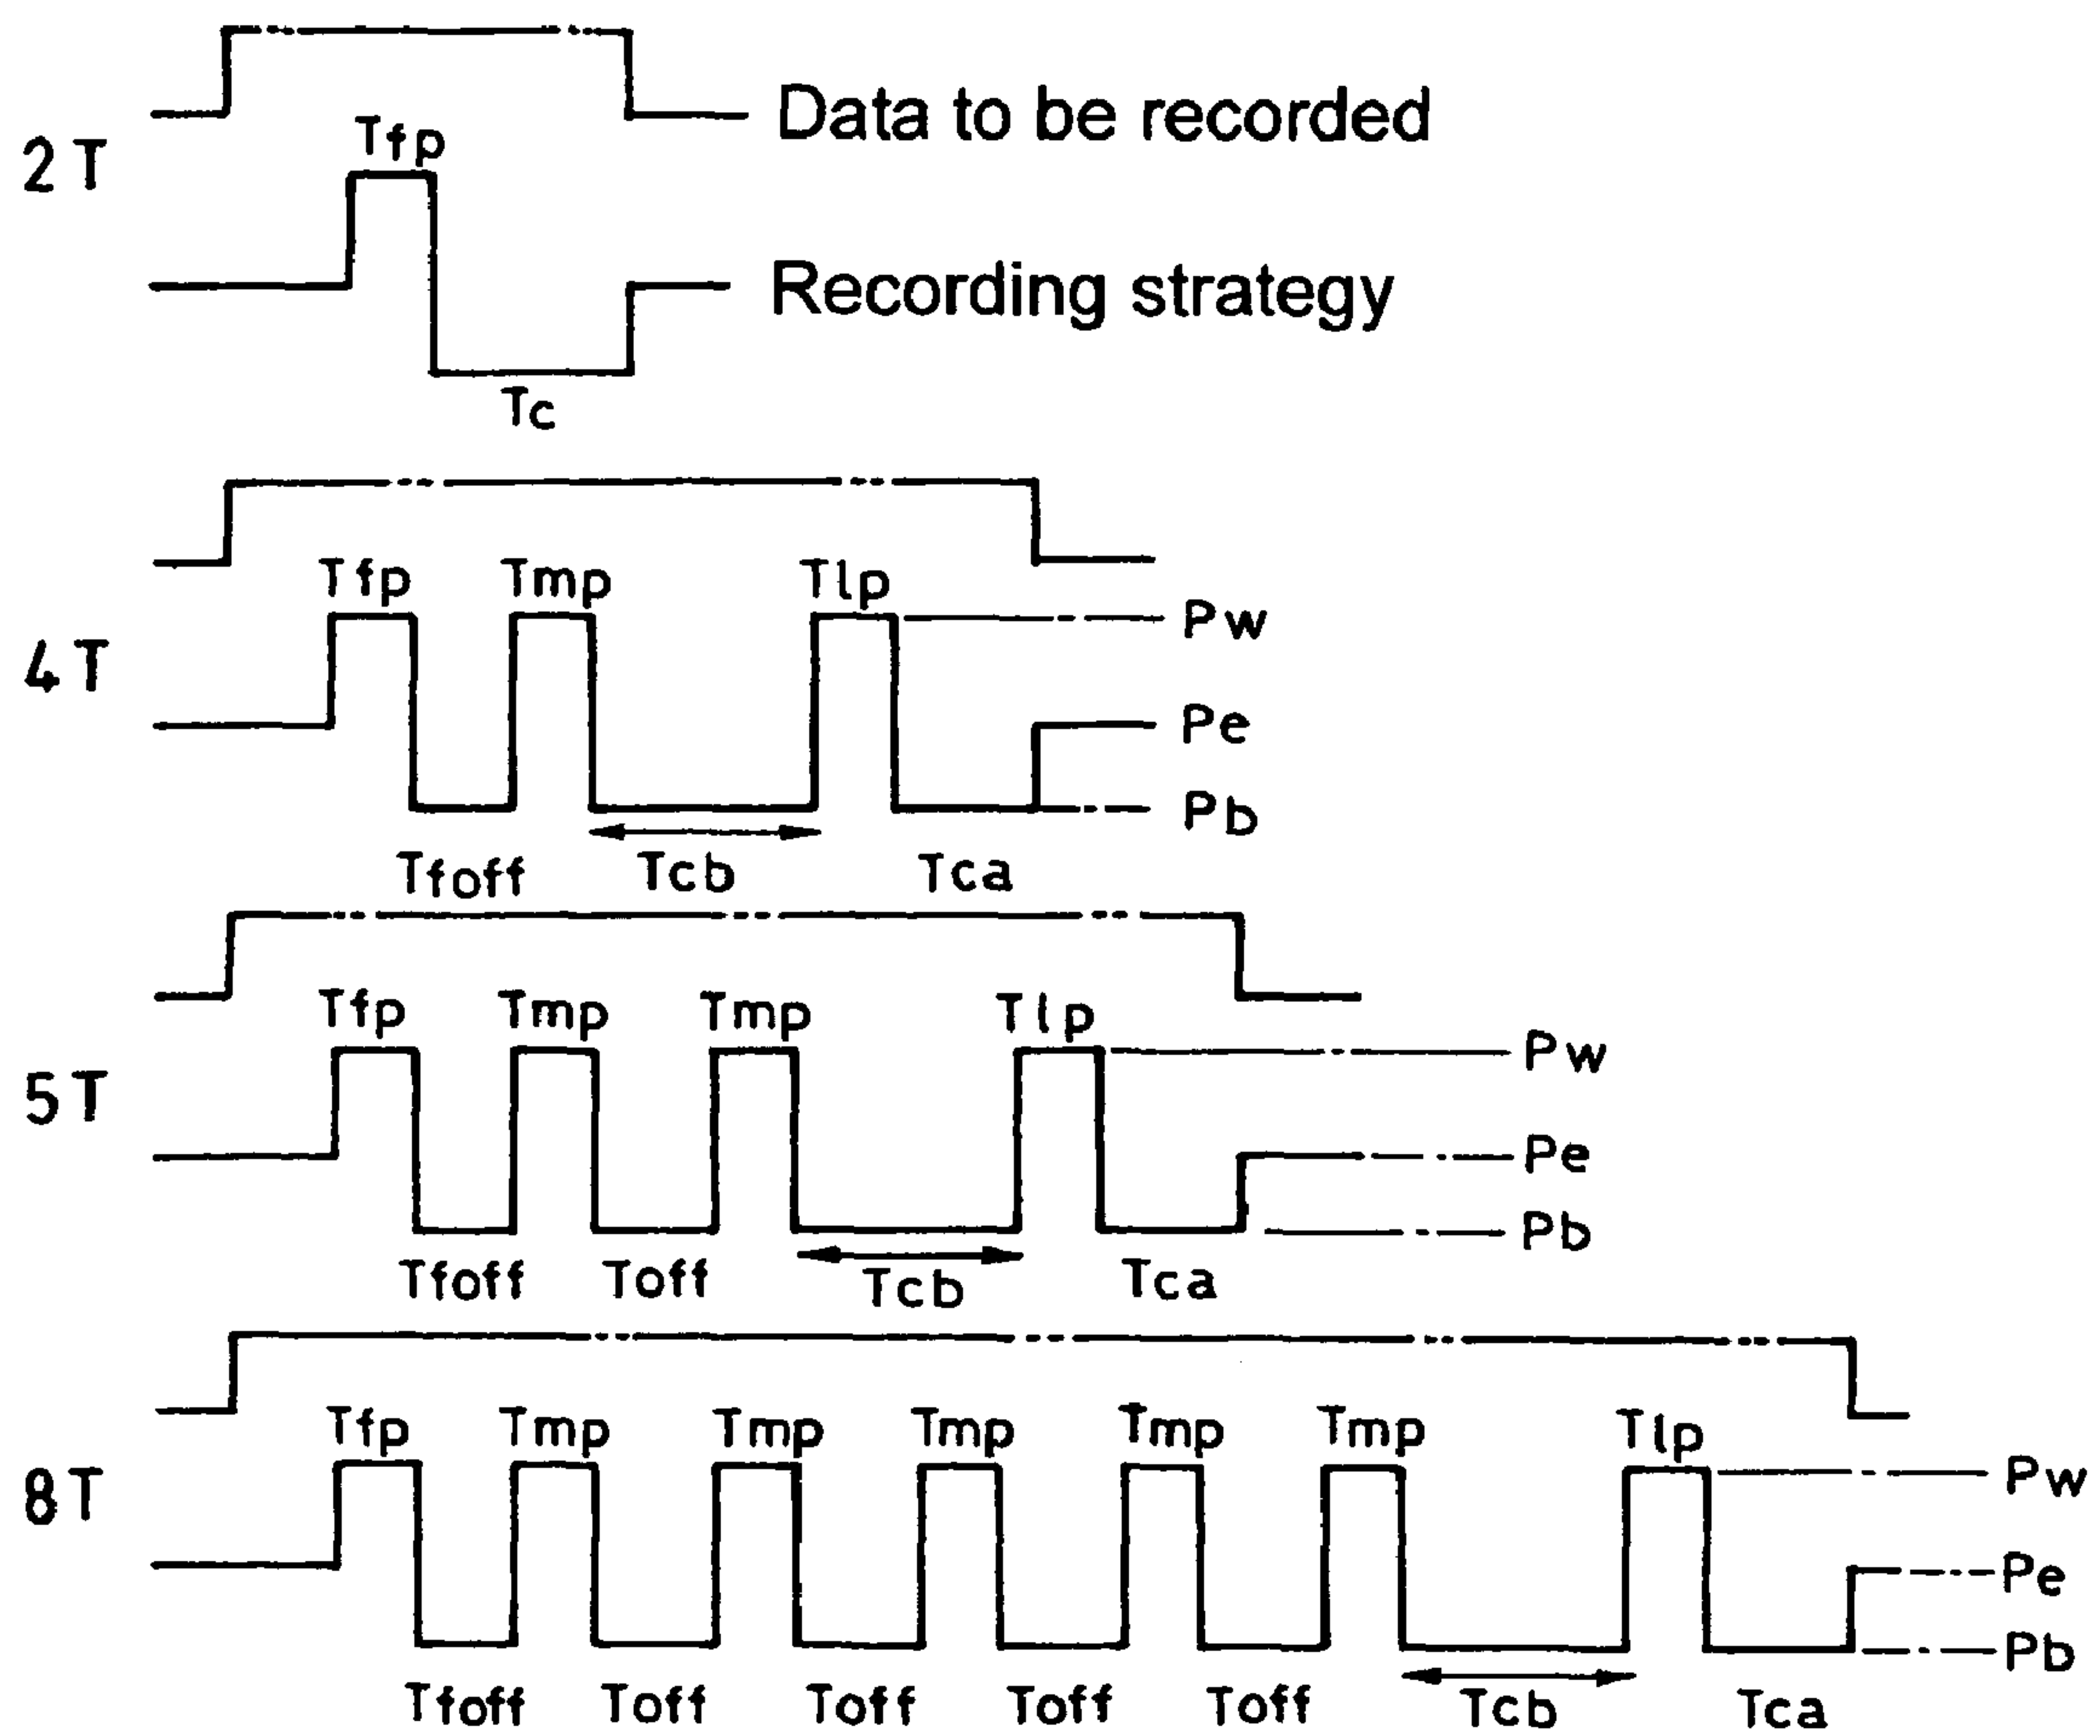 Data to be recorded
Tfp
2T
Recording strategy
Tc
Tfp Tmp Tlp
Pw
4T
Pe
Pb
Tfoff Tcb Tca
Tfp Tmp Tmp Tlp
Pw
5T
Pe
Pb
Tfoff Toff Tcb Tca
Tfp Tmp Tmp Tmp Tmp Tmp Tlp
Pw
8T
Pe
Pb
Tfoff Toff Toff Toff Toff Tcb Tca